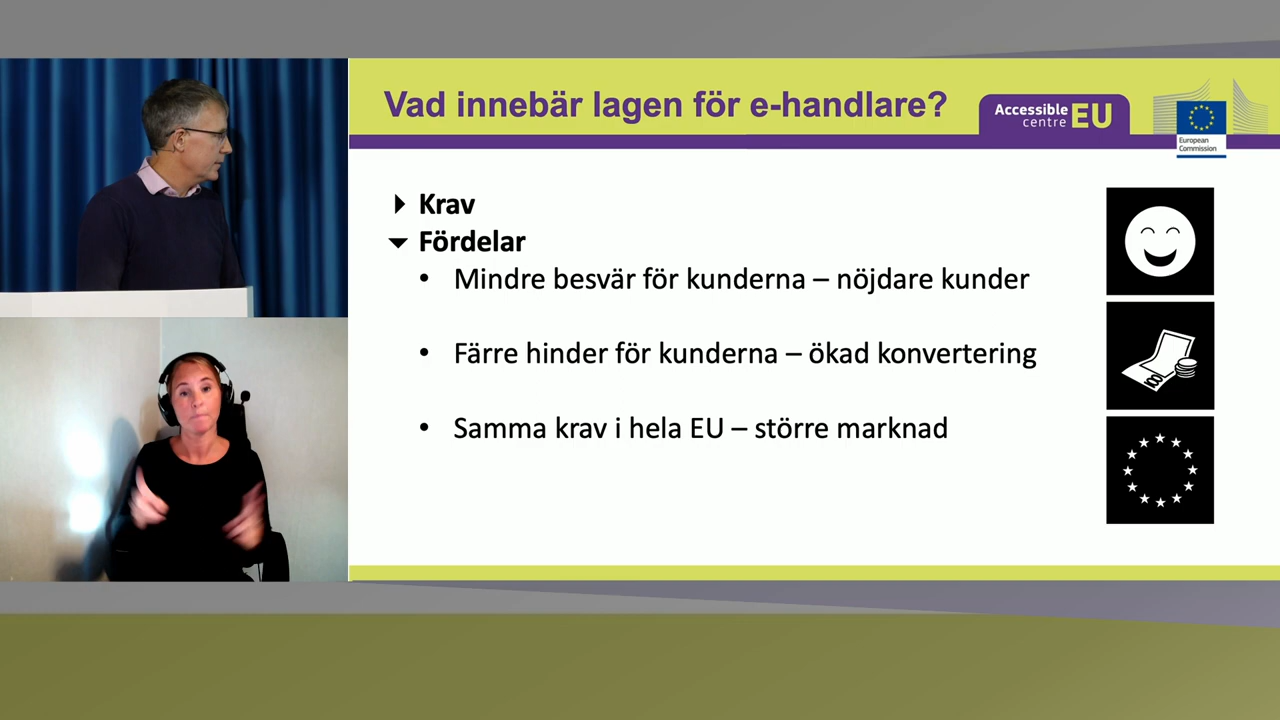 Vad innebär lagen för e-handlare?
Accessible
centre EU
European
Commission
Krav
Fördelar
• Mindre besvär för kunderna – nöjdare kunder
• Färre hinder för kunderna – ökad konvertering
• Samma krav i hela EU – större marknad